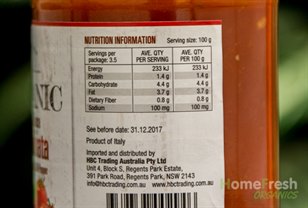 NUTRITION INFORMATION Serving size: 100 g
Servings per package: 3.5 AVE. QTY PER SERVING AVE. QTY PER 100 g
Energy 233 kJ 233 kJ
Protein 1.4 g 1.4 g
Carbohydrate 4.4 g 4.4 g
Fat 3.7 g 3.7 g
Dietary Fiber 0.8 g 0.8 g
Sodium 100 mg 100 mg
See before date: 31.12.2017
Product of Italy
Imported and distributed by
HBC Trading Australia Pty Ltd
Unit 4, Block S, Regents Park Estate,
391 Park Road, Regents Park, NSW 2143
info@hbctrading.com.au www.hbctrading.com.au
NIC
HomeFresh
ORGANICS